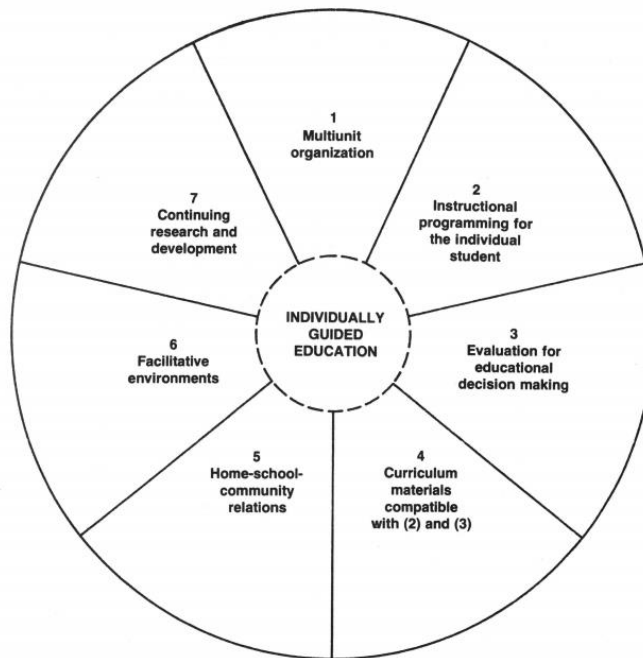 1
Multiunit
organization
2
Instructional
programming for
the individual
student
3
Evaluation for
educational
decision making
4
Curriculum
materials
compatible
with (2) and (3)
5
Home-school-
community
relations
6
Facilitative
environments
7
Continuing
research and
development
INDIVIDUALLY
GUIDED
EDUCATION